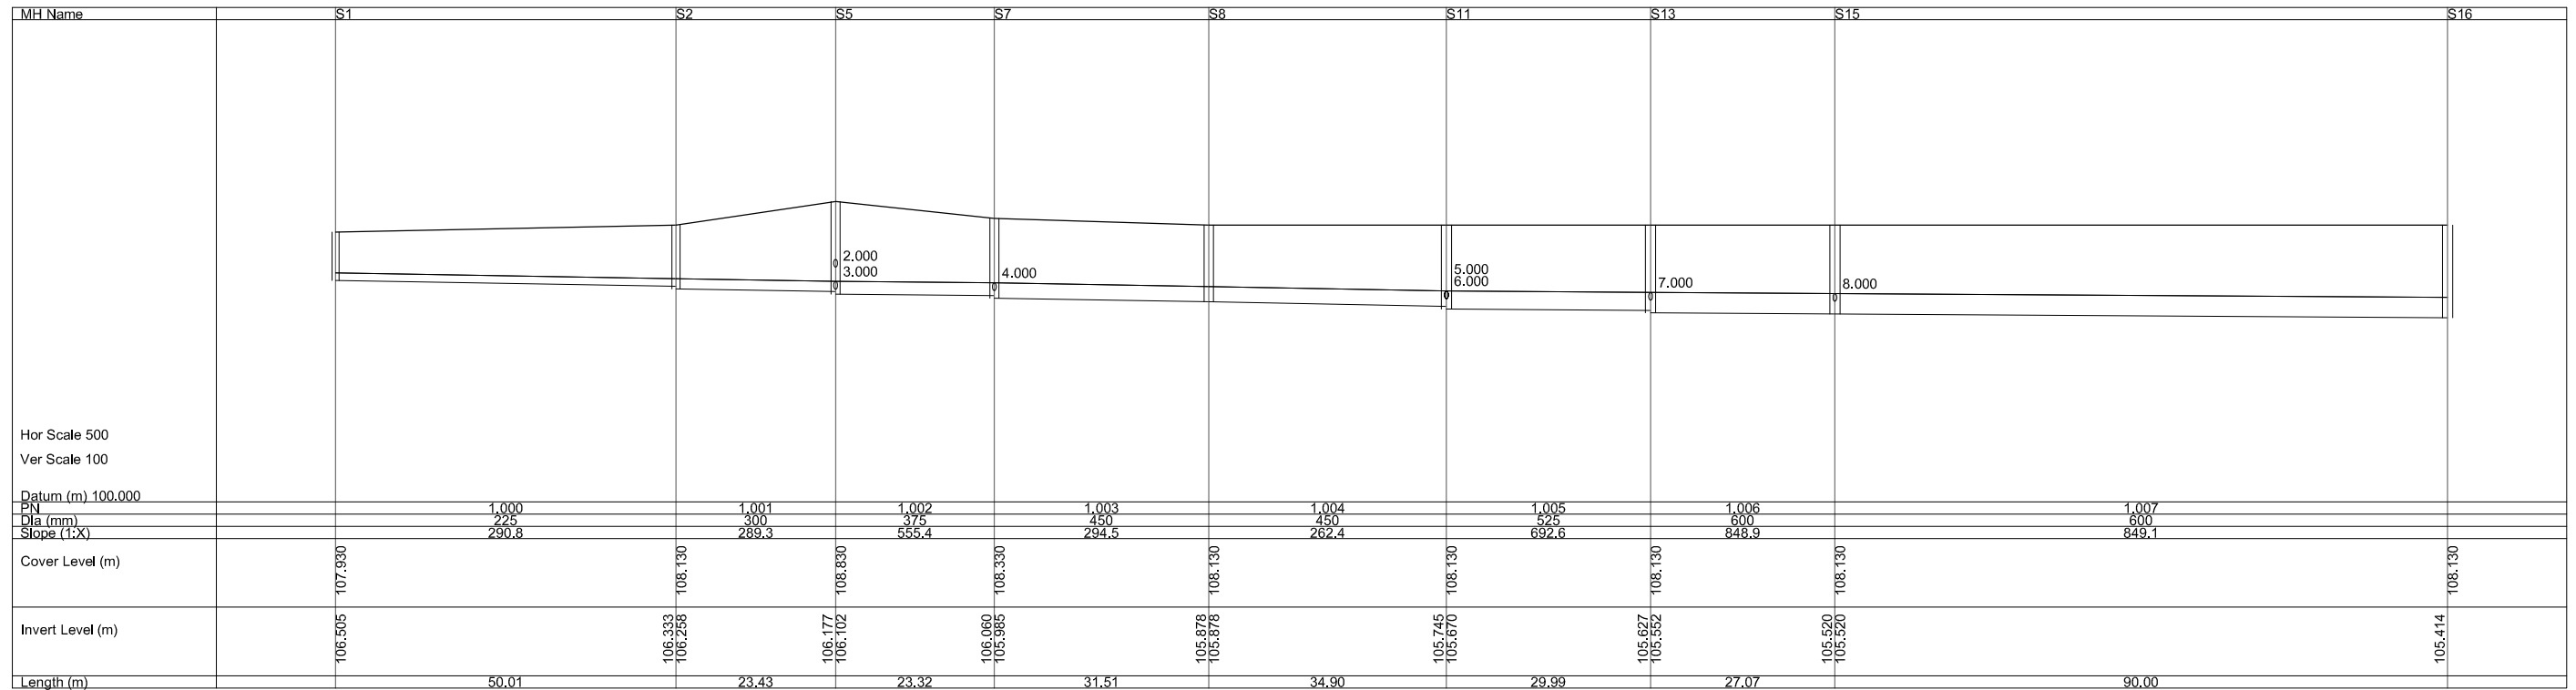 MH Name S1 S2 S5 S7 S8 S11 S13 S15 S16
2.000
3.000 4.000
5.000
6.000 7.000 8.000
Hor Scale 500
Ver Scale 100
Datum (m) 100.000
PN 1.000 1.001 1.002 1.003 1.004 1.005 1.006 1.007
Dia (mm) 225 300 375 450 450 525 600 600
Slope (1:X) 290.8 289.3 555.4 294.5 262.4 692.6 848.9 849.1
Cover Level (m) 107.930 108.130 108.830 108.330 108.130 108.130 108.130 108.130 108.130
Invert Level (m) 106.505 106.333 106.258 106.177 106.102 106.060 105.985 105.878 105.878 105.745 105.670 105.627 105.552 105.520 105.520 105.414
Length (m) 50.01 23.43 23.32 31.51 34.90 29.99 27.07 90.00